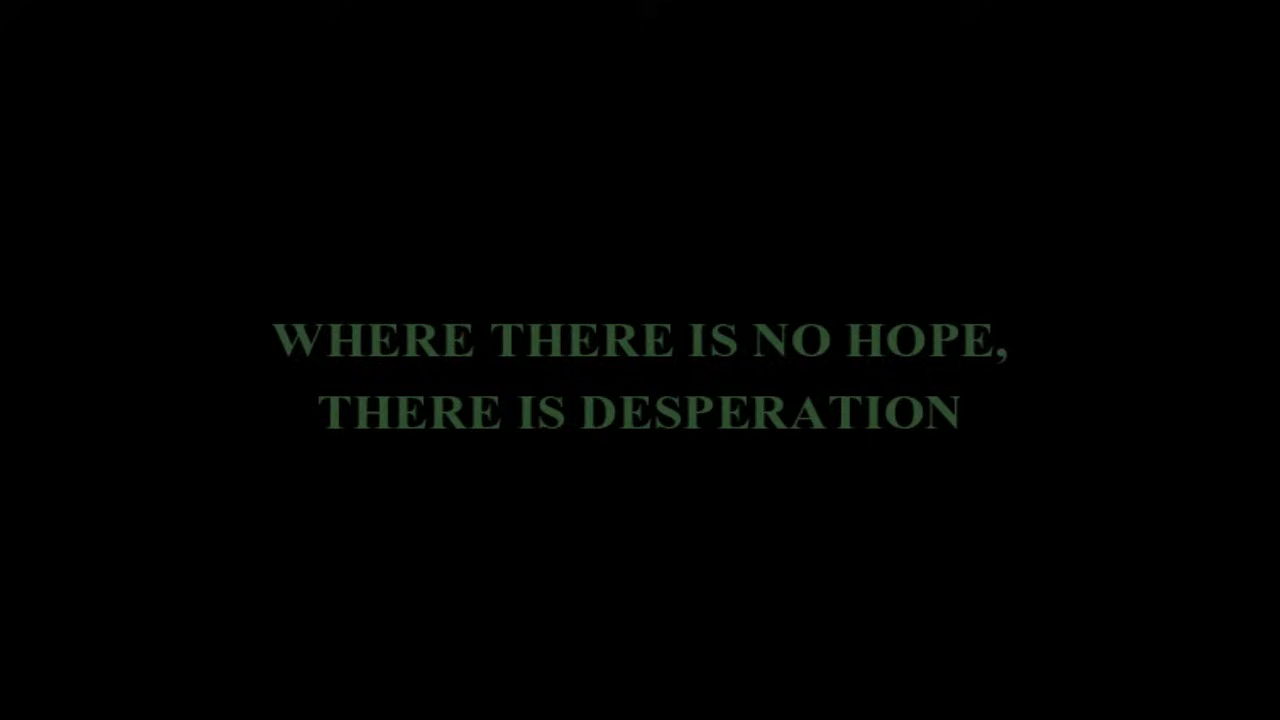 WHERE THERE IS NO HOPE,
THERE IS DESPERATION